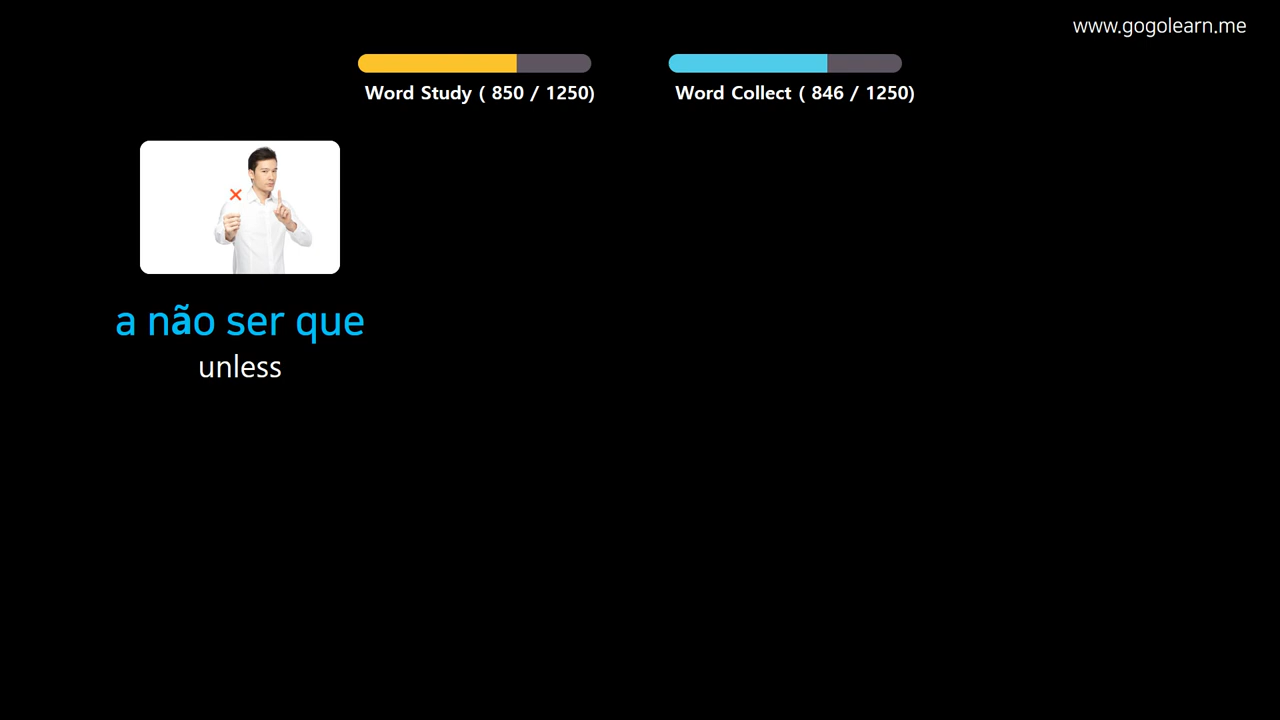 www.gogolearn.me
Word Study ( 850 / 1250)
Word Collect ( 846 / 1250)
a não ser que
unless